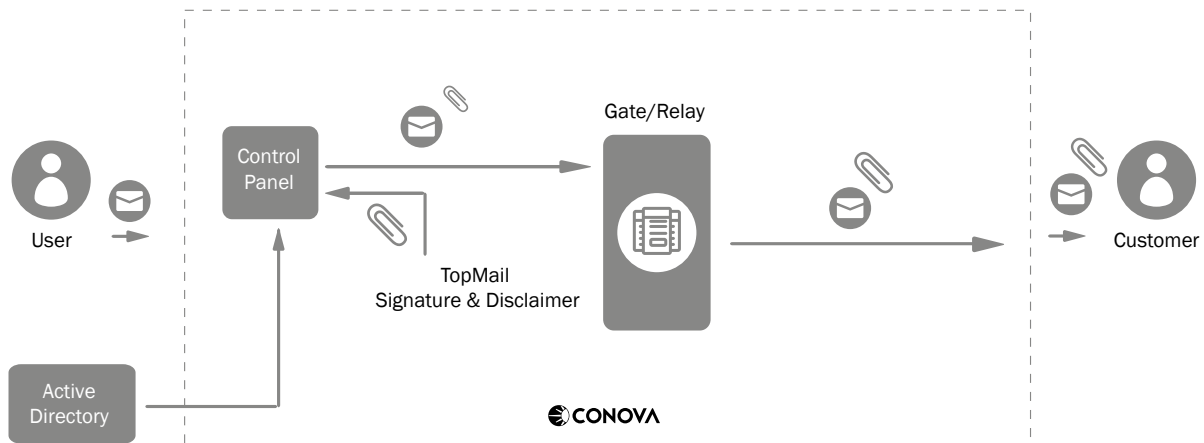 Gate/Relay
Control
Panel
User
Customer
TopMail
Signature & Disclaimer
Active
Directory
CONOVA